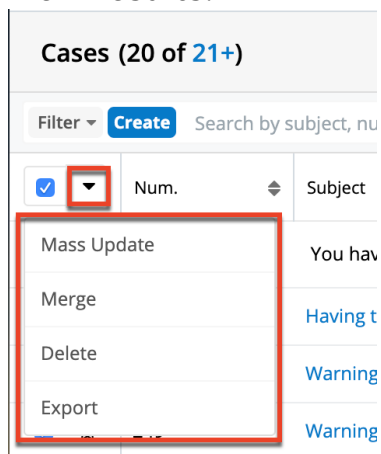 Cases (20 of 21+)
Filter Create Search by subject, nu
Num. Subject
Mass Update
You hav
Merge
Having t
Delete
Warning
Export
Warning